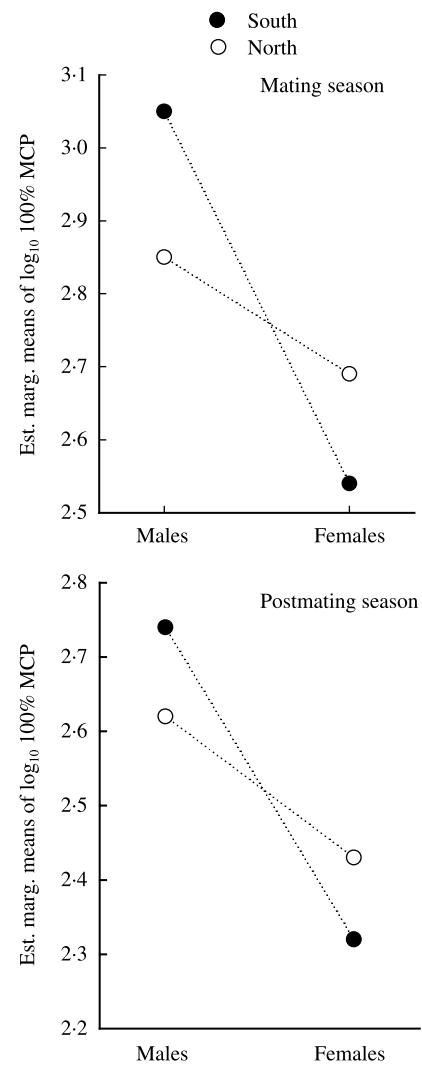 South
North
Mating season
Est. marg. means of log₁₀ 100% MCP
3·1
3·0
2·9
2·8
2·7
2·6
2·5
Males Females
Postmating season
Est. marg. means of log₁₀ 100% MCP
2·8
2·7
2·6
2·5
2·4
2·3
2·2
Males Females